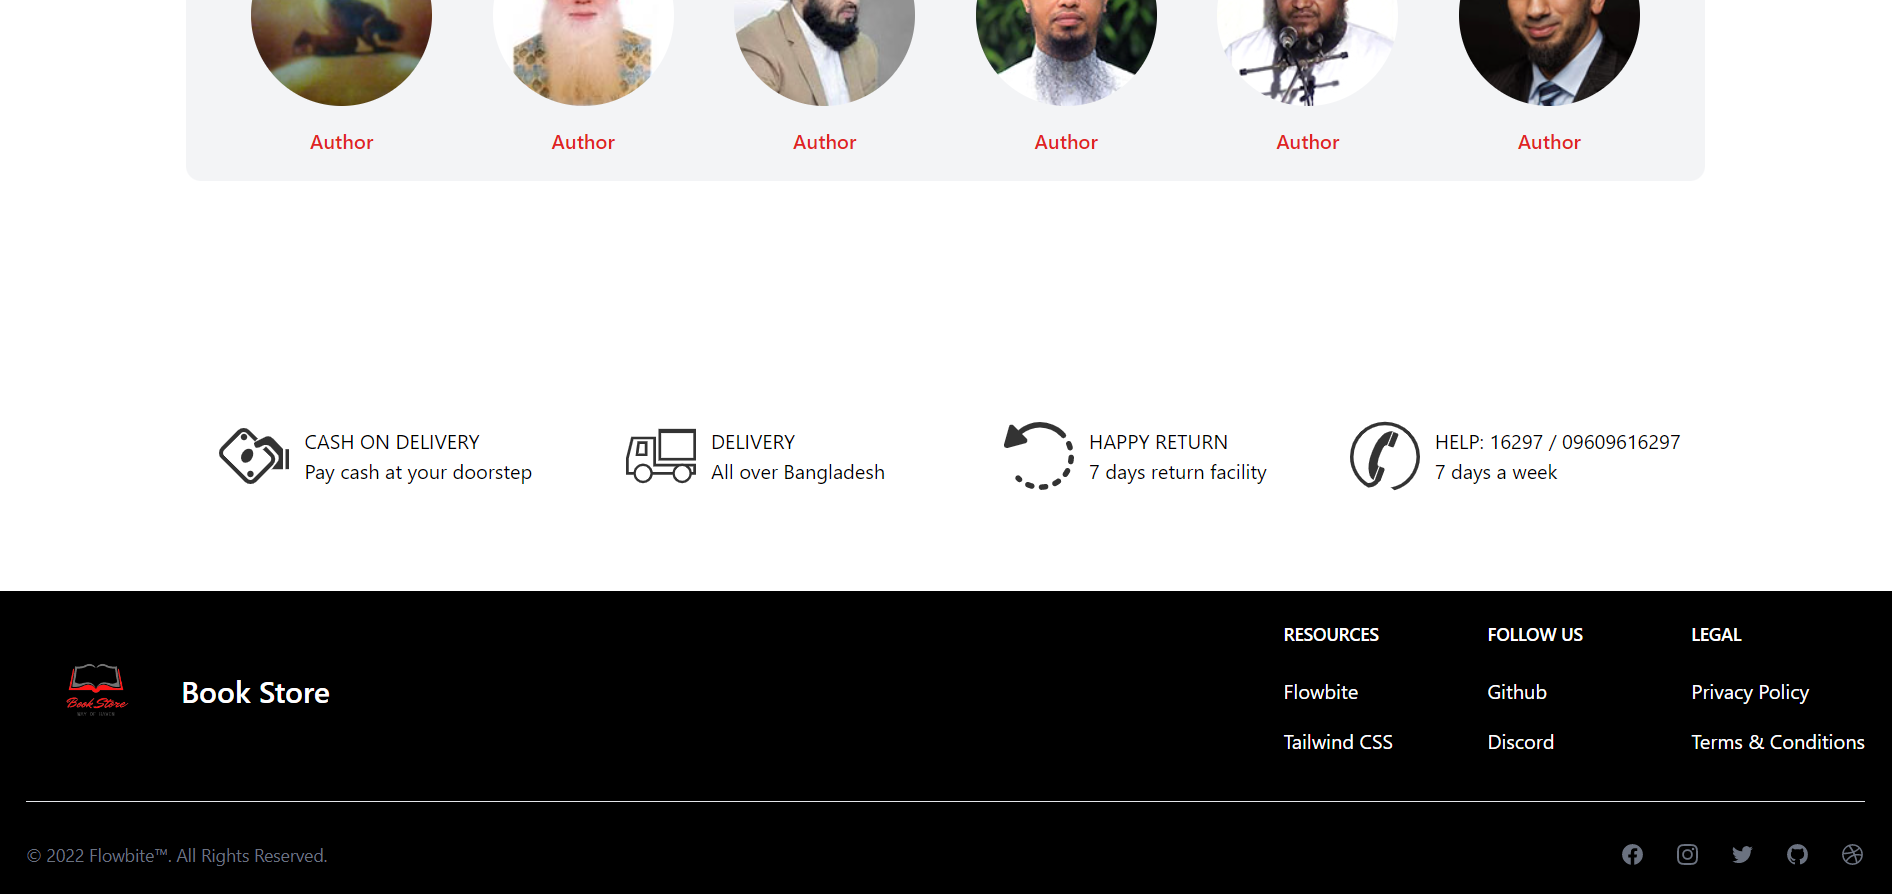 Author Author Author Author Author Author
CASH ON DELIVERY
Pay cash at your doorstep
DELIVERY
All over Bangladesh
HAPPY RETURN
7 days return facility
HELP: 16297 / 09609616297
7 days a week
Book Store
Book Store
RESOURCES
Flowbite
Tailwind CSS
FOLLOW US
Github
Discord
LEGAL
Privacy Policy
Terms & Conditions
© 2022 Flowbite™. All Rights Reserved.